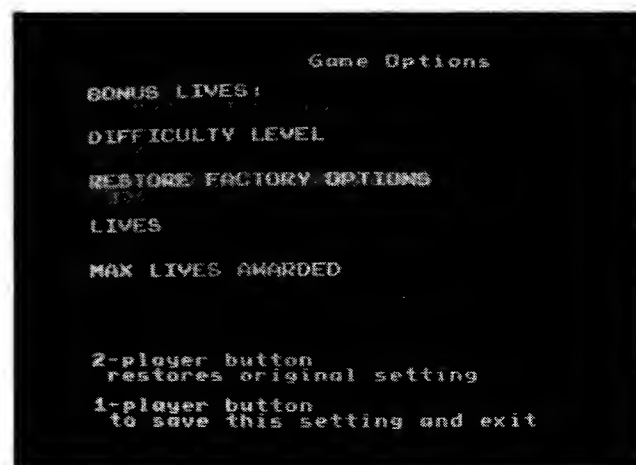 Game Options
BONUS LIVES:
DIFFICULTY LEVEL
RESTORE FACTORY OPTIONS
LIVES
MAX LIVES AWARDED
2-player button
restores original setting
1-player button
to save this setting and exit